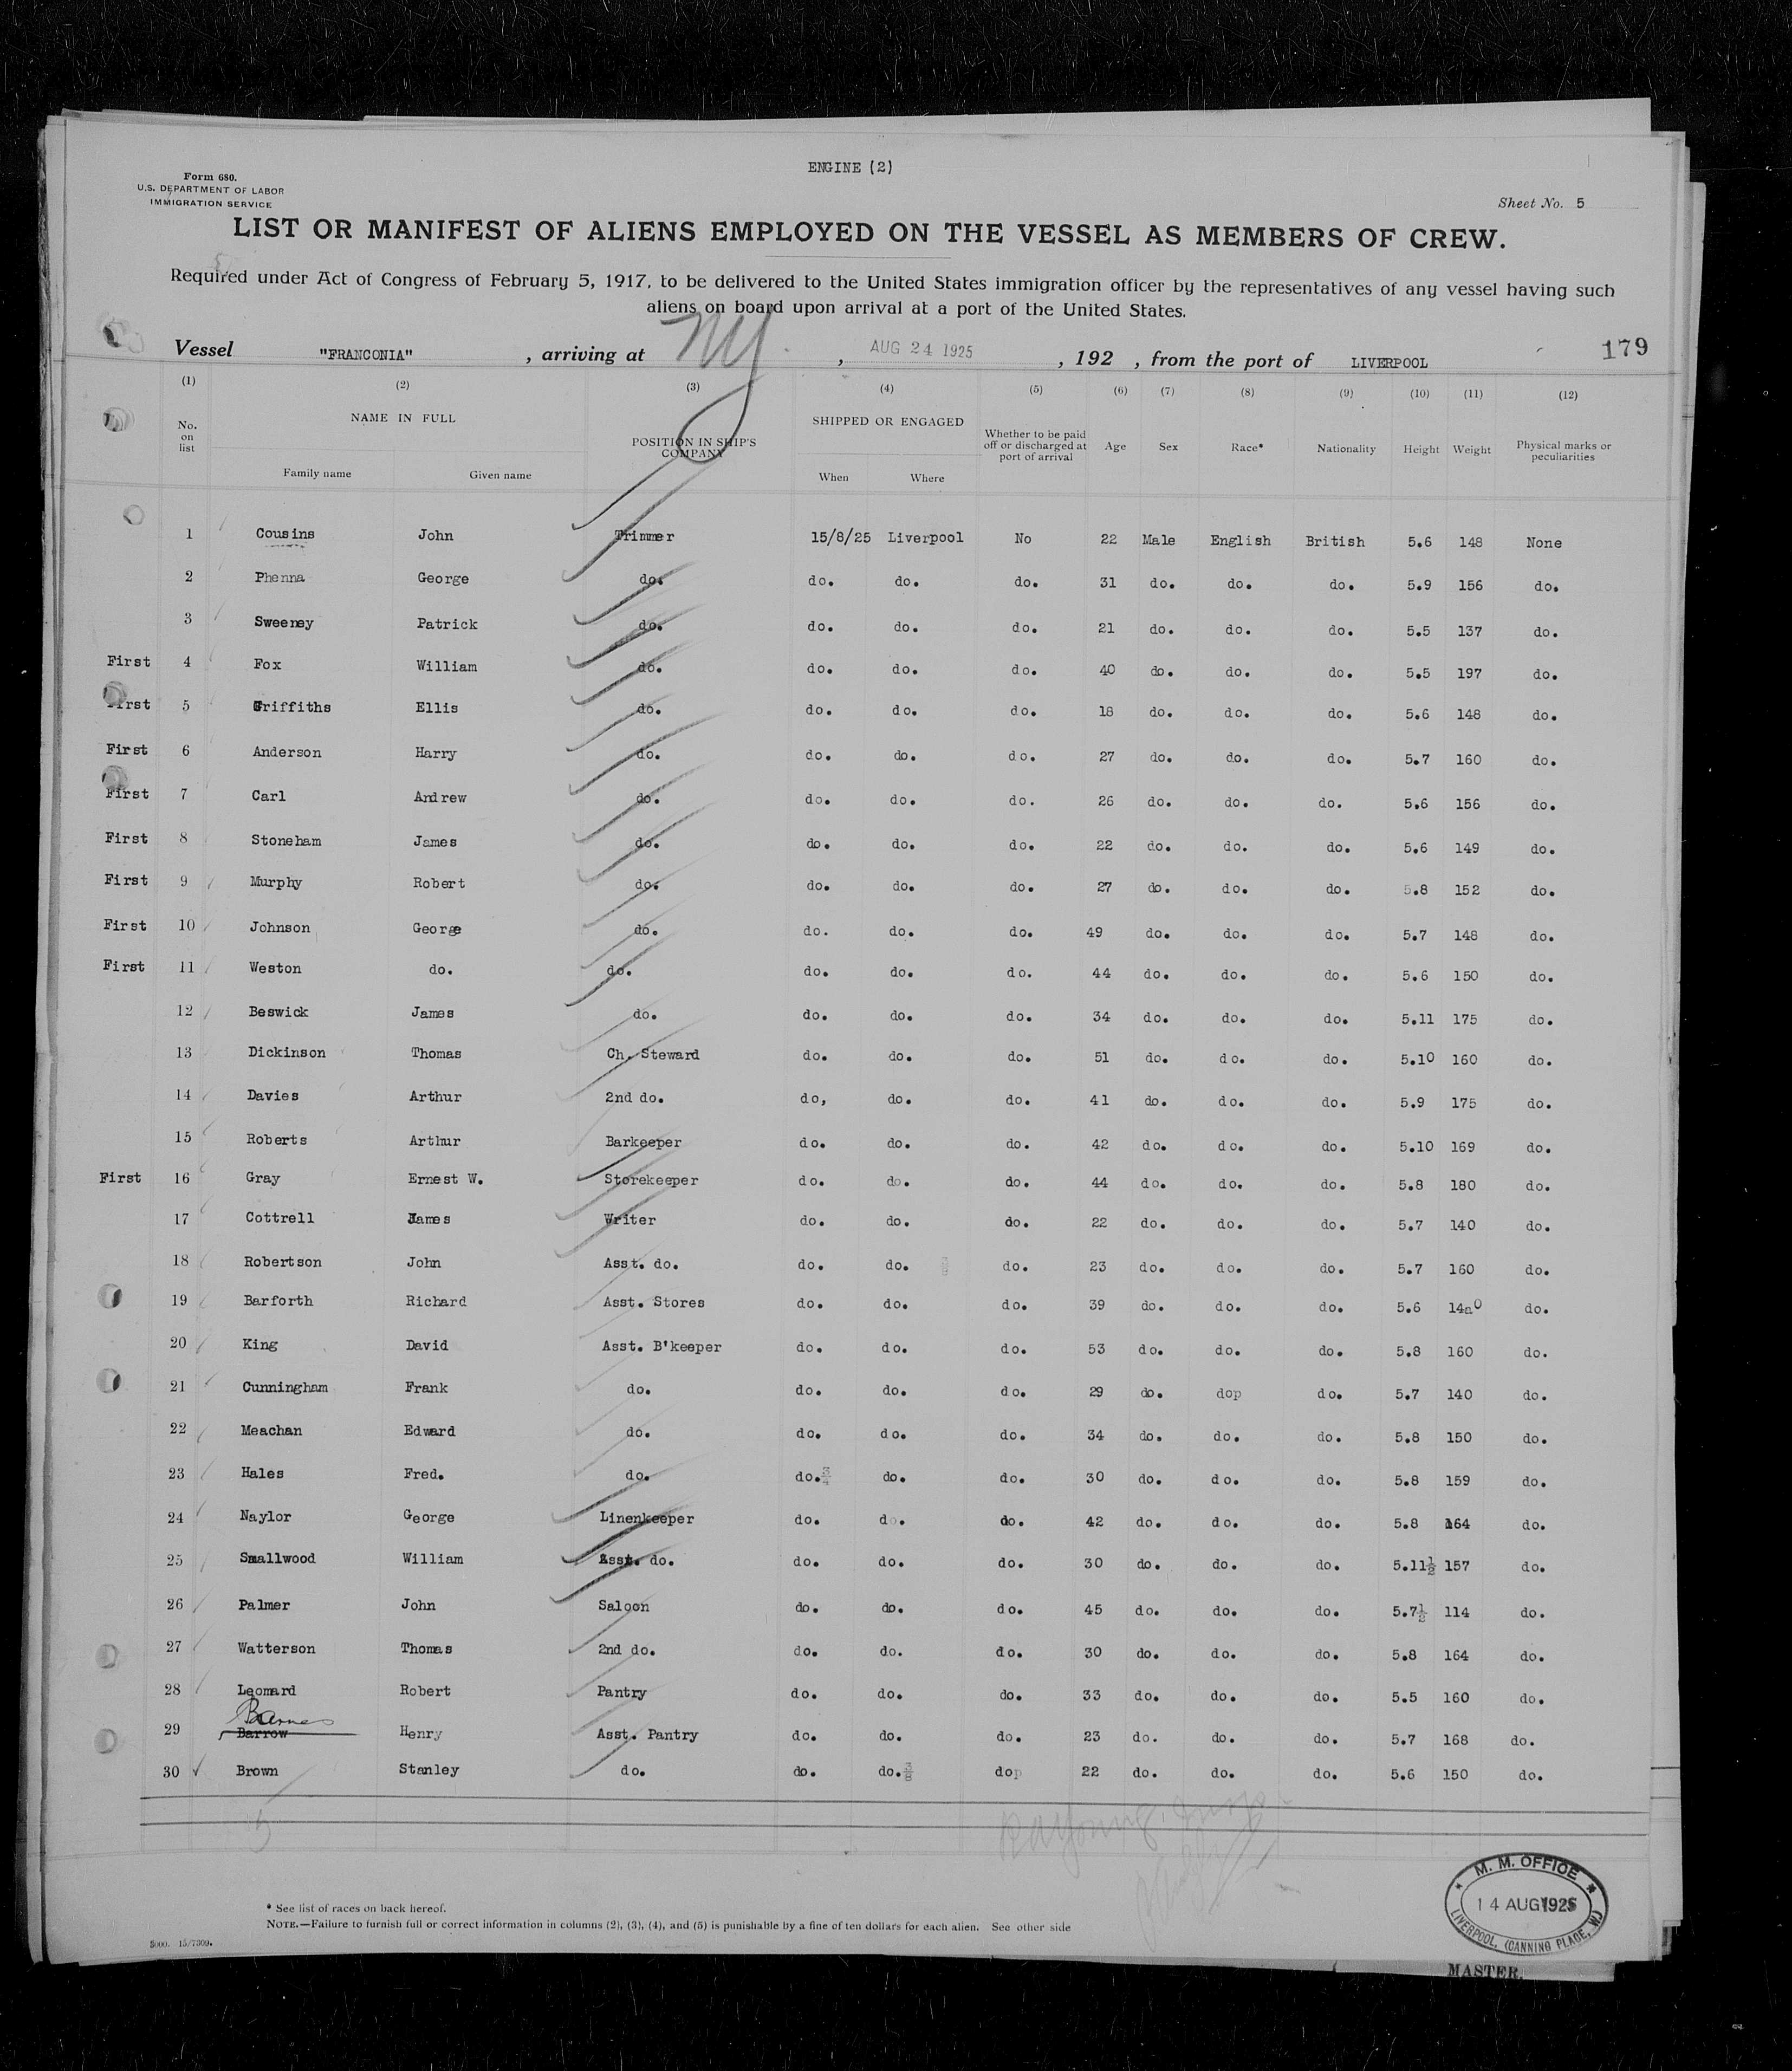 ENGINE (2)
Form 680.
U.S. DEPARTMENT OF LABOR
IMMIGRATION SERVICE
Sheet No. 5
LIST OR MANIFEST OF ALIENS EMPLOYED ON THE VESSEL AS MEMBERS OF CREW.
Required under Act of Congress of February 5, 1917, to be delivered to the United States immigration officer by the representatives of any vessel having such
aliens on board upon arrival at a port of the United States.
Vessel "FRANCONIA" , arriving at NY , AUG 24 1925 , 192 , from the port of LIVERPOOL 179
(1) (2) (3) (4) (5) (6) (7) (8) (9) (10) (11) (12)
No. on list NAME IN FULL Family name Given name POSITION IN SHIP'S COMPANY SHIPPED OR ENGAGED When Where Whether to be paid off or discharged at port of arrival Age Sex Race* Nationality Height Weight Physical marks or peculiarities
1 Cousins John Trimmer 15/8/25 Liverpool No 22 Male English British 5.6 148 None
2 Phenna George do. do. do. do. 31 do. do. do. 5.9 156 do.
3 Sweeney Patrick do. do. do. do. 21 do. do. do. 5.5 137 do.
First 4 Fox William do. do. do. do. 40 do. do. do. 5.5 197 do.
First 5 Griffiths Ellis do. do. do. do. 18 do. do. do. 5.6 148 do.
First 6 Anderson Harry do. do. do. do. 27 do. do. do. 5.7 160 do.
First 7 Carl Andrew do. do. do. do. 26 do. do. do. 5.6 156 do.
First 8 Stoneham James do. do. do. do. 22 do. do. do. 5.6 149 do.
First 9 Murphy Robert do. do. do. do. 27 do. do. do. 5.8 152 do.
First 10 Johnson George do. do. do. do. 49 do. do. do. 5.7 148 do.
First 11 Weston do. do. do. do. do. 44 do. do. do. 5.6 150 do.
12 Beswick James do. do. do. do. 34 do. do. do. 5.11 175 do.
13 Dickinson Thomas Ch. Steward do. do. do. 51 do. do. do. 5.10 160 do.
14 Davies Arthur 2nd do. do, do. do. 41 do. do. do. 5.9 175 do.
15 Roberts Arthur Barkeeper do. do. do. 42 do. do. do. 5.10 169 do.
First 16 Gray Ernest W. Storekeeper do. do. do. 44 do. do. do. 5.8 180 do.
17 Cottrell James Writer do. do. do. 22 do. do. do. 5.7 140 do.
18 Robertson John Asst. do. do. do. do. 23 do. do. do. 5.7 160 do.
19 Barforth Richard Asst. Stores do. do. do. 39 do. do. do. 5.6 14a0 do.
20 King David Asst. B'keeper do. do. do. 53 do. do. do. 5.8 160 do.
21 Cunningham Frank do. do. do. do. 29 do. dop do. 5.7 140 do.
22 Meachan Edward do. do. do. do. 34 do. do. do. 5.8 150 do.
23 Hales Fred. do. do.¾ do. do. 30 do. do. do. 5.8 159 do.
24 Naylor George Linenkeeper do. do. do. 42 do. do. do. 5.8 164 do.
25 Smallwood William Asst. do. do. do. do. 30 do. do. do. 5.11½ 157 do.
26 Palmer John Saloon do. do. do. 45 do. do. do. 5.7½ 114 do.
27 Watterson Thomas 2nd do. do. do. do. 30 do. do. do. 5.8 164 do.
28 Leonard Robert Pantry do. do. do. 33 do. do. do. 5.5 160 do.
Barnes
29 Barrow Henry Asst. Pantry do. do. do. 23 do. do. do. 5.7 168 do.
30 Brown Stanley do. do. do.⅜ dop 22 do. do. do. 5.6 150 do.
5
* See list of races on back hereof.
NOTE.—Failure to furnish full or correct information in columns (2), (3), (4), and (5) is punishable by a fine of ten dollars for each alien. See other side
5000. 15/7309.
M. M. OFFICE
14 AUG 1925
LIVERPOOL, (CANNING PLACE, W)
MASTER.